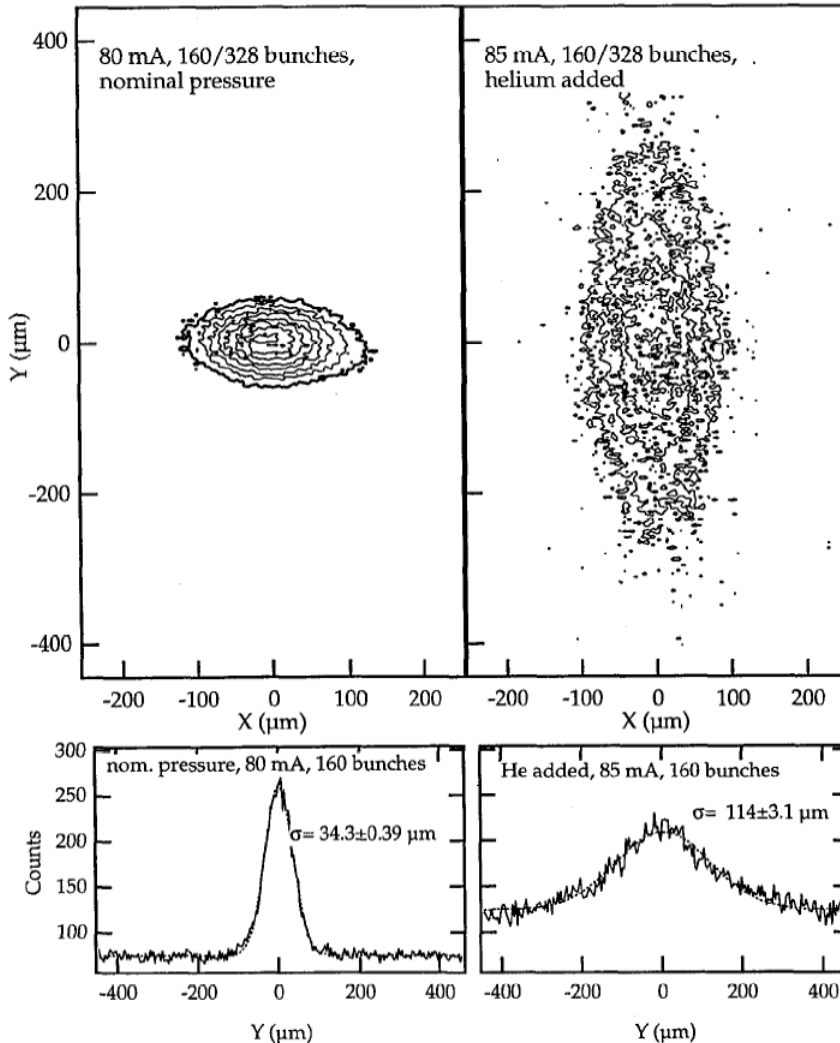 400
200
0
-200
-400
Y (µm)
80 mA, 160/328 bunches,
nominal pressure
85 mA, 160/328 bunches,
helium added
-200 -100 0 100 200
X (µm)
-200 -100 0 100 200
X (µm)
300
250
200
150
100
Counts
nom. pressure, 80 mA, 160 bunches
σ= 34.3±0.39 µm
-400 -200 0 200 400
Y (µm)
He added, 85 mA, 160 bunches
σ= 114±3.1 µm
-400 -200 0 200 400
Y (µm)